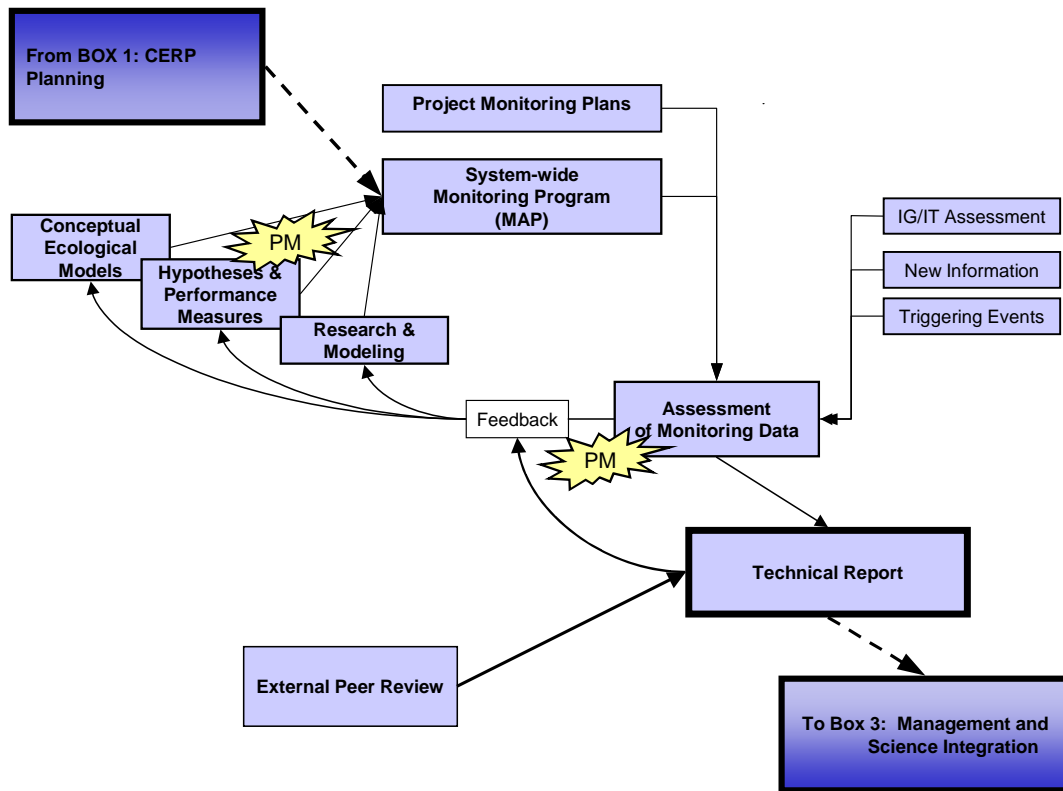 From BOX 1: CERP
Planning
Project Monitoring Plans
System-wide
Monitoring Program
(MAP)
IG/IT Assessment
New Information
Triggering Events
Conceptual
Ecological
Models
PM
Hypotheses &
Performance
Measures
Research &
Modeling
Feedback
Assessment
of Monitoring Data
PM
Technical Report
External Peer Review
To Box 3: Management and
Science Integration